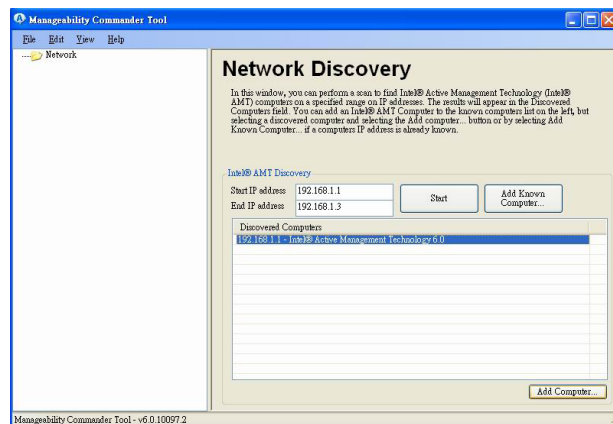 Manageability Commander Tool
File Edit View Help
Network
Network Discovery
In this window, you can perform a scan to find Intel® Active Management Technology (Intel®
AMT) computers on a specified range on IP addresses. The results will appear in the Discovered
Computers field. You can add an Intel® AMT Computer to the known computers list on the left, but
selecting a discovered computer and selecting the Add computer... button or by selecting Add
Known Computer... if a computers IP address is already known.
Intel® AMT Discovery
Start IP address 192.168.1.1
End IP address 192.168.1.3
Start
Add Known
Computer...
Discovered Computers
192.168.1.1 - Intel® Active Management Technology 6.0
Add Computer...
Manageability Commander Tool - v6.0.10097.2